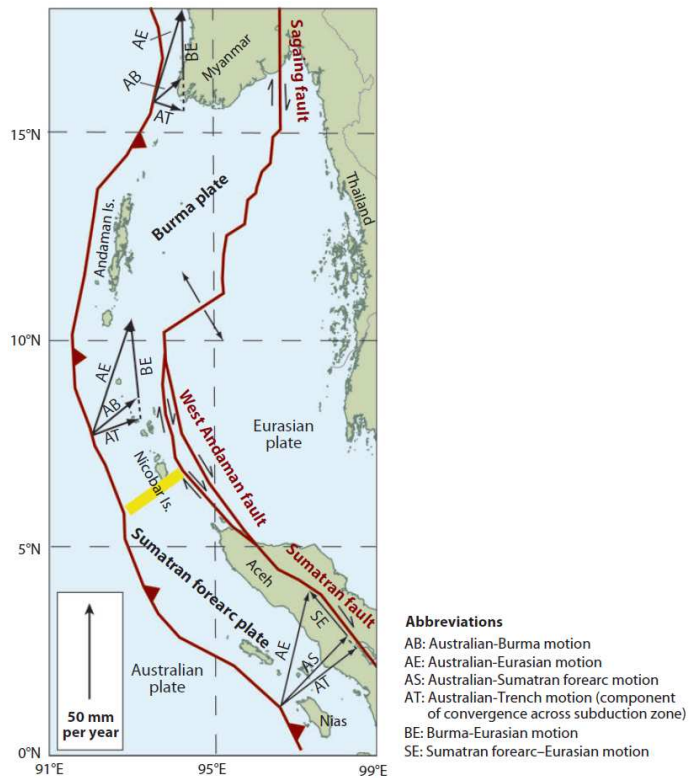 AE
BE
Myanmar
Sagaing fault
AB
AT
15°N
Thailand
Burma plate
Andaman Is.
10°N
AE
BE
AB
AT
West Andaman fault
Eurasian
plate
Nicobar Is.
5°N
Aceh
Sumatran fault
Sumatran forearc plate
SE
AE
AS
AT
Australian
plate
50 mm
per year
Nias
0°N
91°E
95°E
99°E
Abbreviations
AB: Australian-Burma motion
AE: Australian-Eurasian motion
AS: Australian-Sumatran forearc motion
AT: Australian-Trench motion (component
of convergence across subduction zone)
BE: Burma-Eurasian motion
SE: Sumatran forearc–Eurasian motion